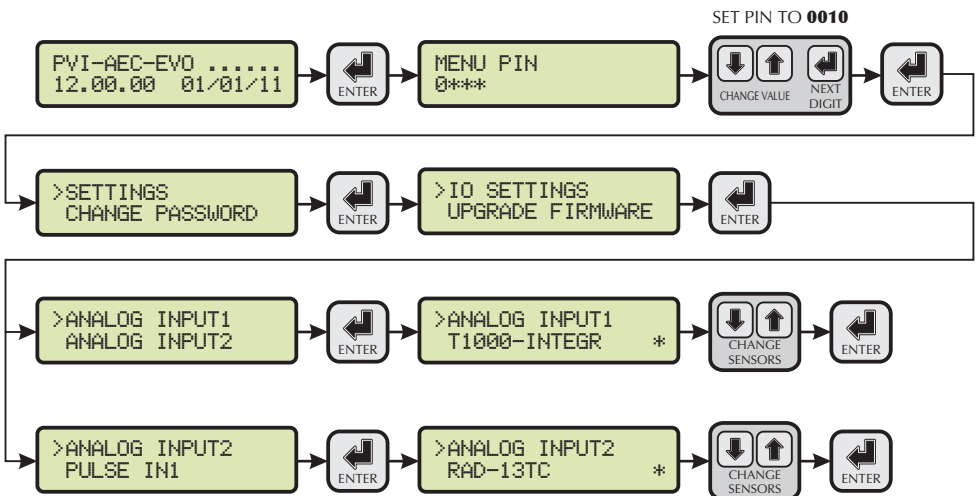 SET PIN TO 0010
PVI-AEC-EVO ......
12.00.00 01/01/11
ENTER
MENU PIN
0***
CHANGE VALUE
NEXT
DIGIT
ENTER
>SETTINGS
CHANGE PASSWORD
ENTER
>IO SETTINGS
UPGRADE FIRMWARE
ENTER
>ANALOG INPUT1
ANALOG INPUT2
ENTER
>ANALOG INPUT1
T1000-INTEGR *
CHANGE
SENSORS
ENTER
>ANALOG INPUT2
PULSE IN1
ENTER
>ANALOG INPUT2
RAD-13TC *
CHANGE
SENSORS
ENTER